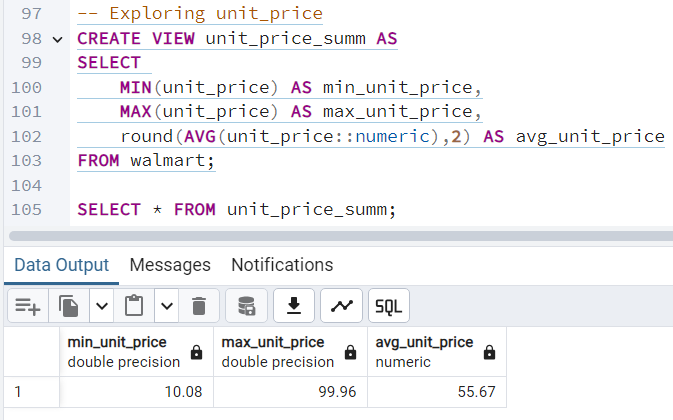 97 -- Exploring unit_price
98 CREATE VIEW unit_price_summ AS
99 SELECT
100 MIN(unit_price) AS min_unit_price,
101 MAX(unit_price) AS max_unit_price,
102 round(AVG(unit_price::numeric),2) AS avg_unit_price
103 FROM walmart;
104
105 SELECT * FROM unit_price_summ;
Data Output Messages Notifications
SQL
min_unit_price max_unit_price avg_unit_price
double precision double precision numeric
1 10.08 99.96 55.67